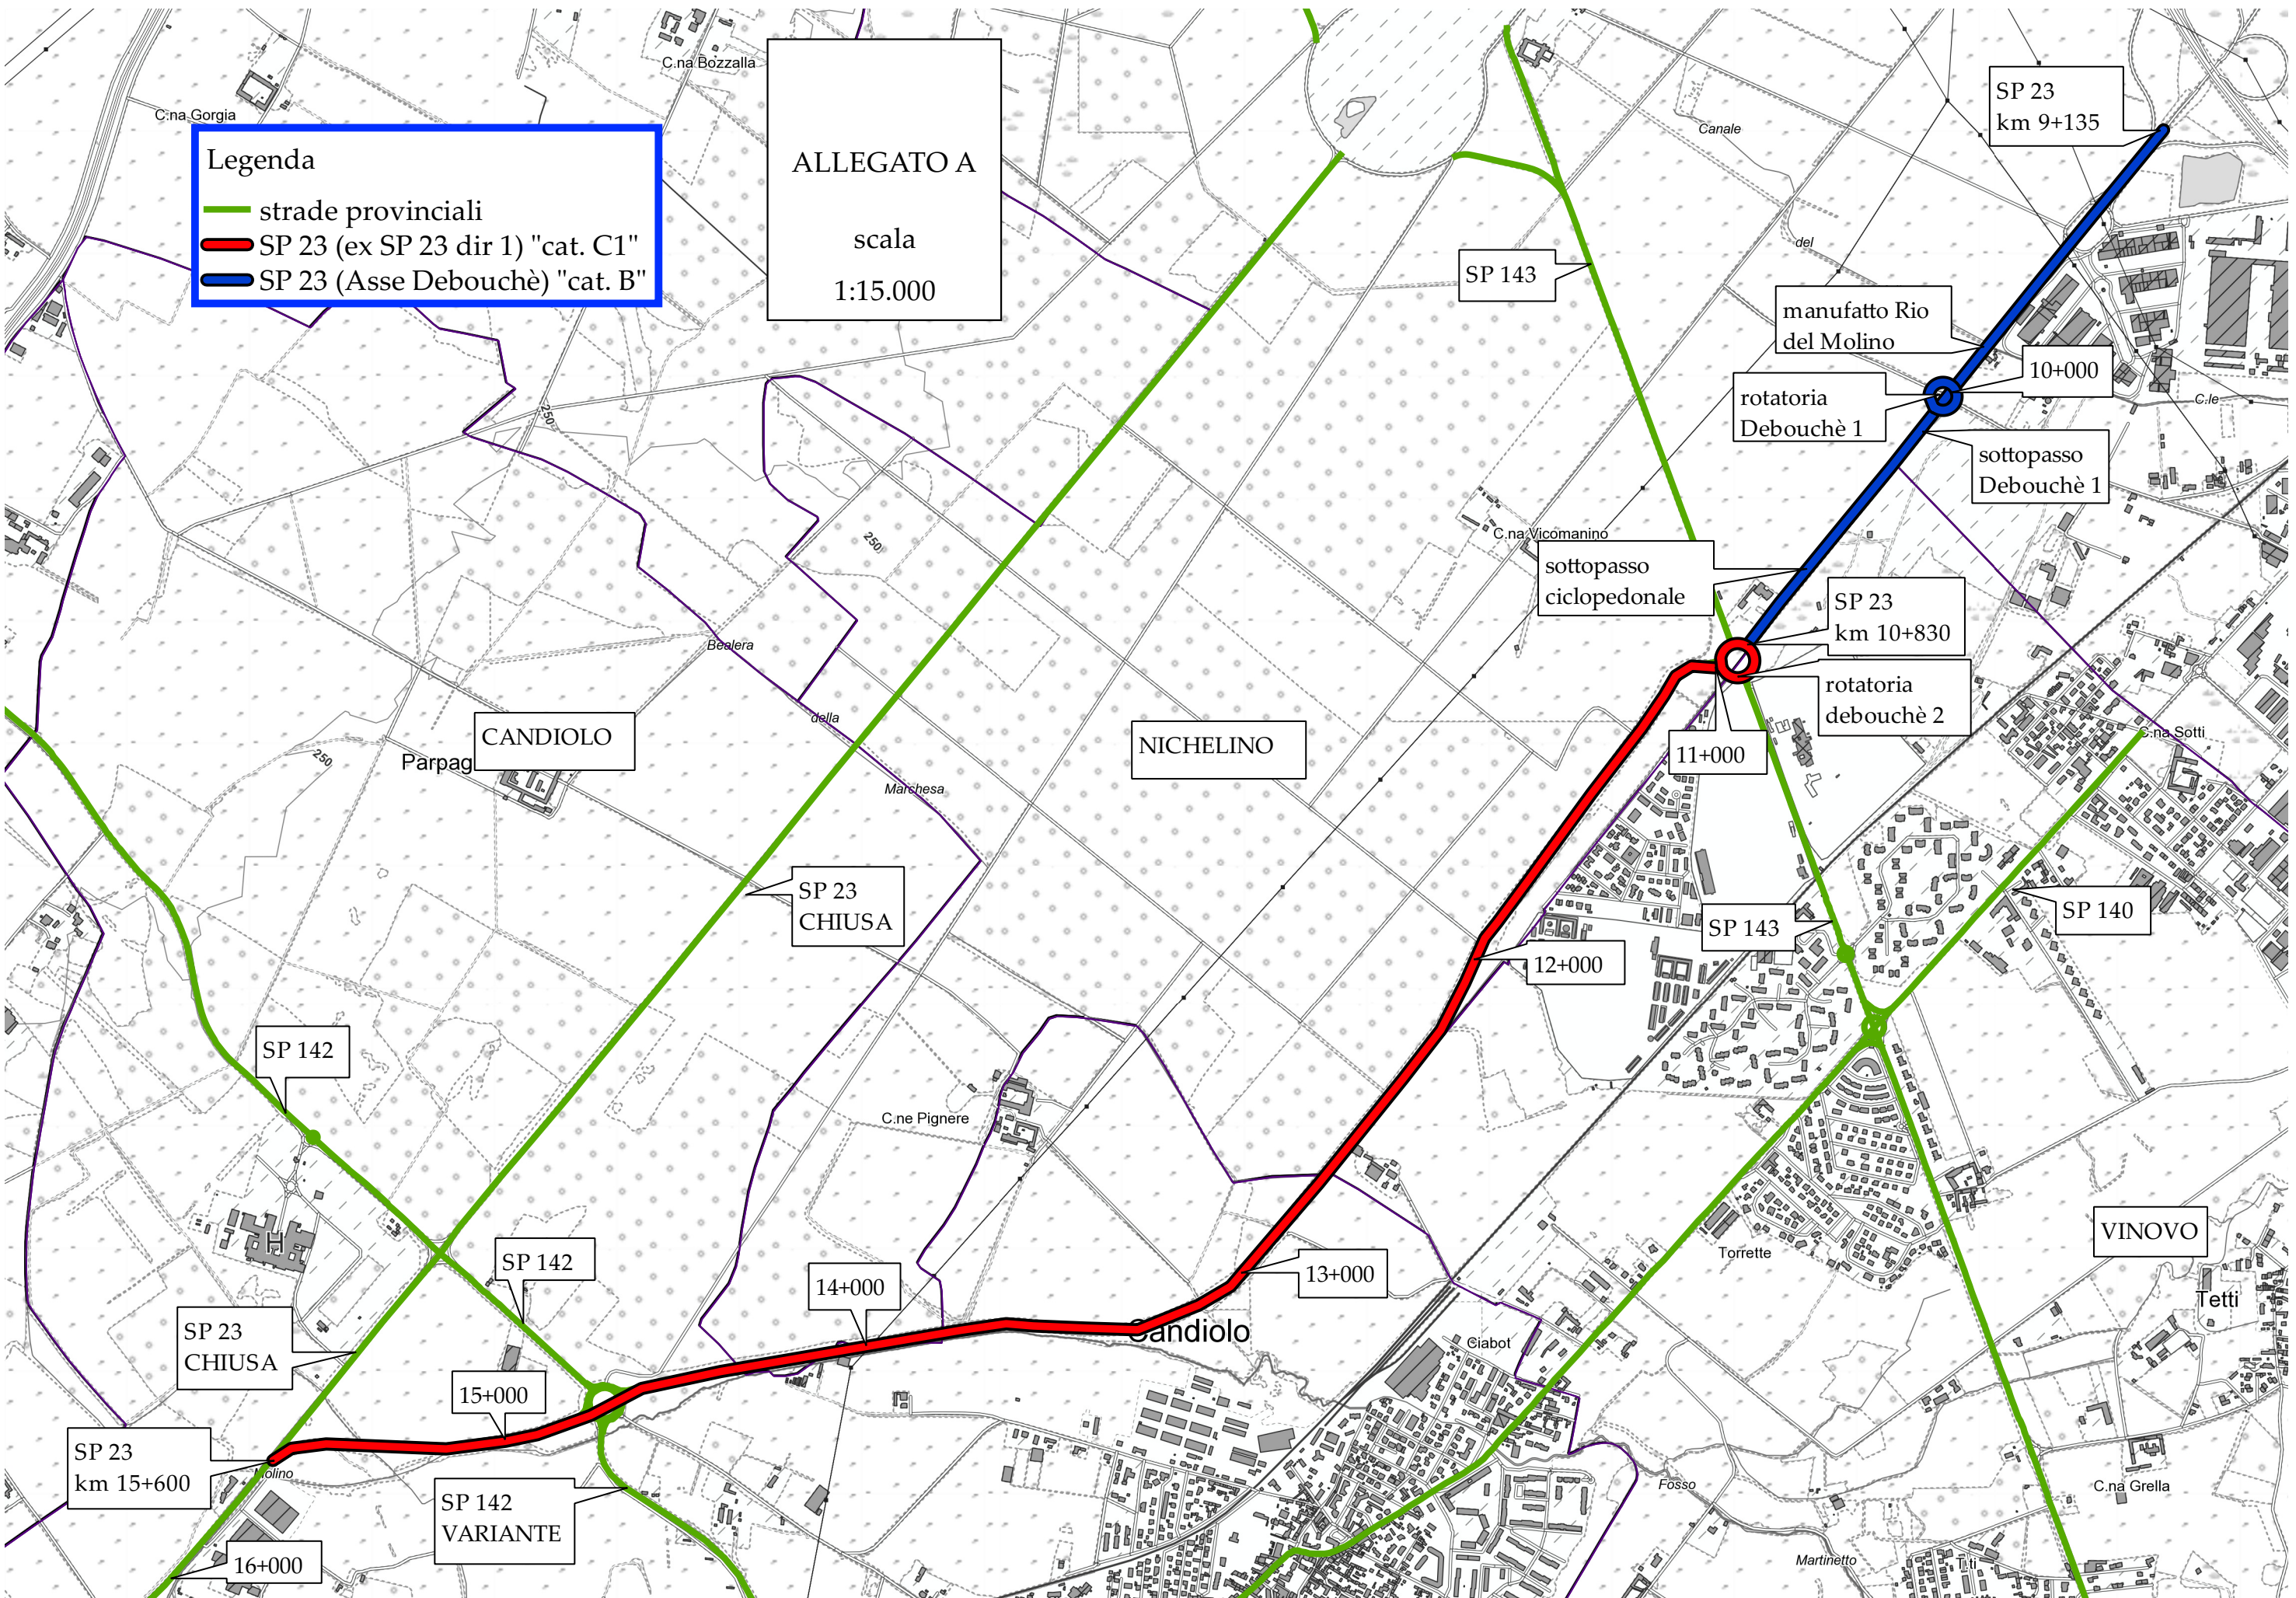 C.na Bozzalla
C.na Gorgia
Legenda
strade provinciali
SP 23 (ex SP 23 dir 1) "cat. C1"
SP 23 (Asse Debouchè) "cat. B"
ALLEGATO A
scala
1:15.000
SP 23
km 9+135
Canale
del
SP 143
manufatto Rio
del Molino
10+000
rotatoria
Debouchè 1
C.le
sottopasso
Debouchè 1
250
250
C.na Vicomanino
sottopasso
ciclopedonale
SP 23
km 10+830
Bealera
della
rotatoria
debouchè 2
CANDIOLO
NICHELINO
11+000
C.na Sotti
250
Parpag
Marchesa
SP 23
CHIUSA
SP 140
SP 143
12+000
SP 142
C.ne Pignere
H
SP 142
VINOVO
Torrette
13+000
14+000
Tetti
SP 23
CHIUSA
Candiolo
Ciabot
15+000
SP 23
km 15+600
Molino
Fosso
C.na Grella
SP 142
VARIANTE
16+000
Martinetto